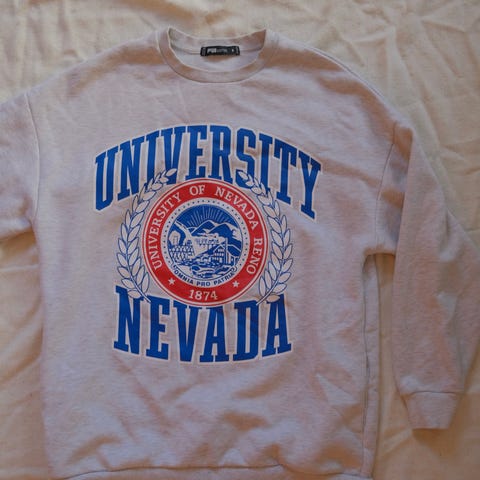 UNIVERSITY
UNIVERSITY OF NEVADA RENO
OMNIA PRO PATRIA
1874
NEVADA